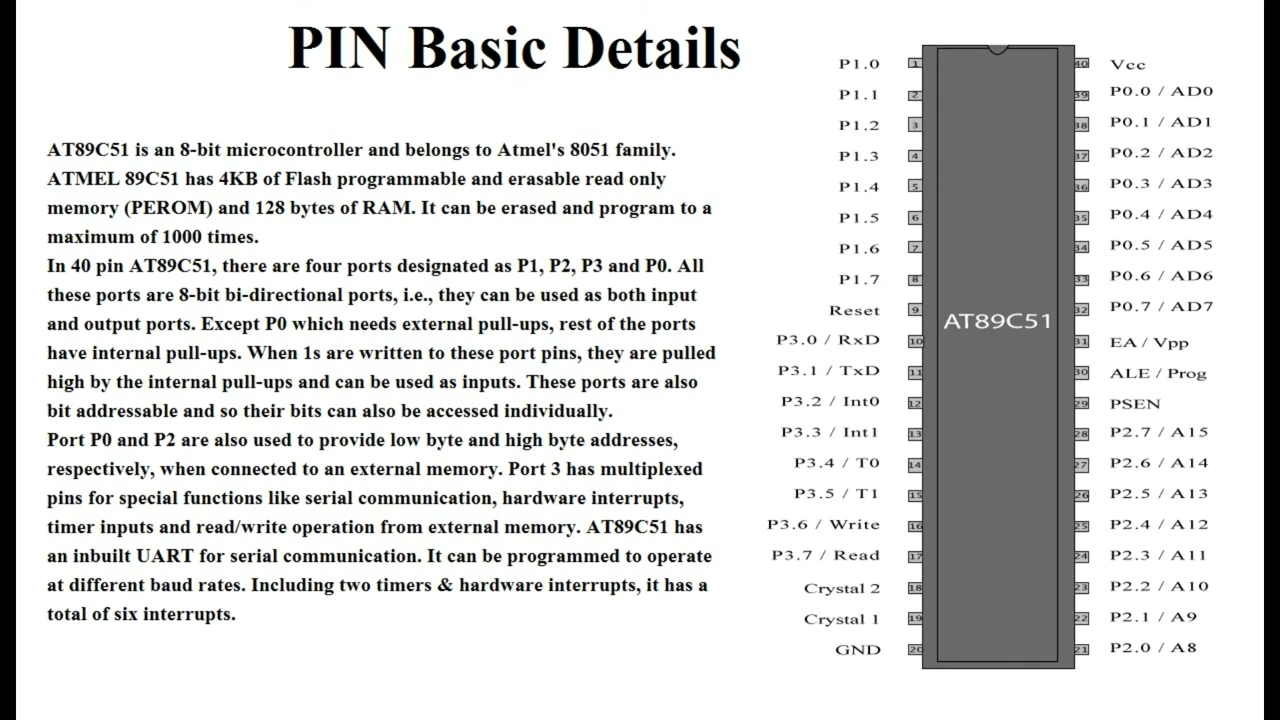 PIN Basic Details
AT89C51 is an 8-bit microcontroller and belongs to Atmel's 8051 family.
ATMEL 89C51 has 4KB of Flash programmable and erasable read only
memory (PEROM) and 128 bytes of RAM. It can be erased and program to a
maximum of 1000 times.
In 40 pin AT89C51, there are four ports designated as P1, P2, P3 and P0. All
these ports are 8-bit bi-directional ports, i.e., they can be used as both input
and output ports. Except P0 which needs external pull-ups, rest of the ports
have internal pull-ups. When 1s are written to these port pins, they are pulled
high by the internal pull-ups and can be used as inputs. These ports are also
bit addressable and so their bits can also be accessed individually.
Port P0 and P2 are also used to provide low byte and high byte addresses,
respectively, when connected to an external memory. Port 3 has multiplexed
pins for special functions like serial communication, hardware interrupts,
timer inputs and read/write operation from external memory. AT89C51 has
an inbuilt UART for serial communication. It can be programmed to operate
at different baud rates. Including two timers & hardware interrupts, it has a
total of six interrupts.
P1.0 1
P1.1 2
P1.2 3
P1.3 4
P1.4 5
P1.5 6
P1.6 7
P1.7 8
Reset 9
P3.0 / RxD 10
P3.1 / TxD 11
P3.2 / Int0 12
P3.3 / Int1 13
P3.4 / T0 14
P3.5 / T1 15
P3.6 / Write 16
P3.7 / Read 17
Crystal 2 18
Crystal 1 19
GND 20
AT89C51
40 Vcc
39 P0.0 / AD0
38 P0.1 / AD1
37 P0.2 / AD2
36 P0.3 / AD3
35 P0.4 / AD4
34 P0.5 / AD5
33 P0.6 / AD6
32 P0.7 / AD7
31 EA / Vpp
30 ALE / Prog
29 PSEN
28 P2.7 / A15
27 P2.6 / A14
26 P2.5 / A13
25 P2.4 / A12
24 P2.3 / A11
23 P2.2 / A10
22 P2.1 / A9
21 P2.0 / A8